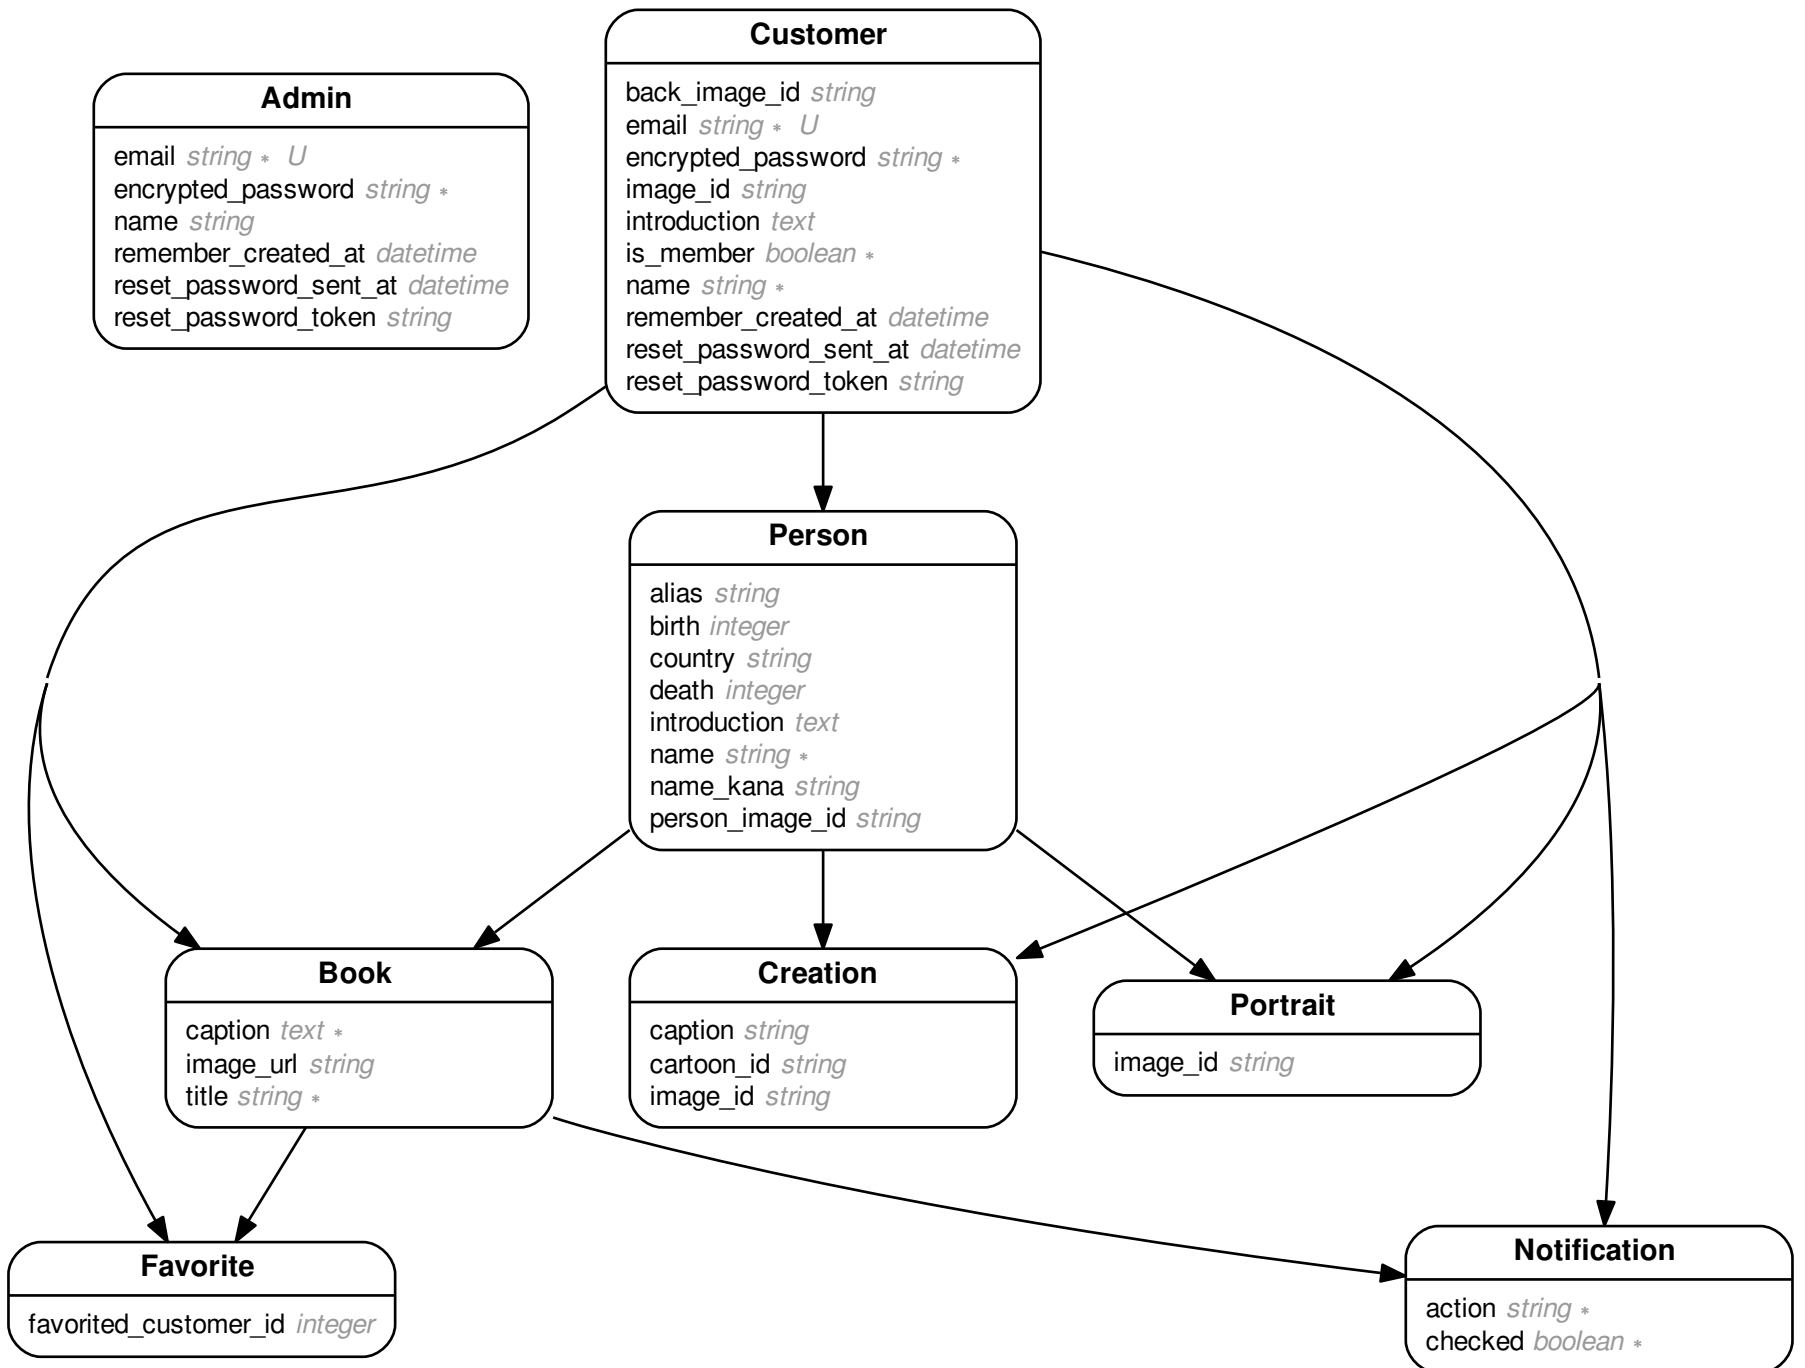 Customer
back_image_id string
email string * U
encrypted_password string *
image_id string
introduction text
is_member boolean *
name string *
remember_created_at datetime
reset_password_sent_at datetime
reset_password_token string
Admin
email string * U
encrypted_password string *
name string
remember_created_at datetime
reset_password_sent_at datetime
reset_password_token string
Person
alias string
birth integer
country string
death integer
introduction text
name string *
name_kana string
person_image_id string
Book
caption text *
image_url string
title string *
Creation
caption string
cartoon_id string
image_id string
Portrait
image_id string
Favorite
favorited_customer_id integer
Notification
action string *
checked boolean *